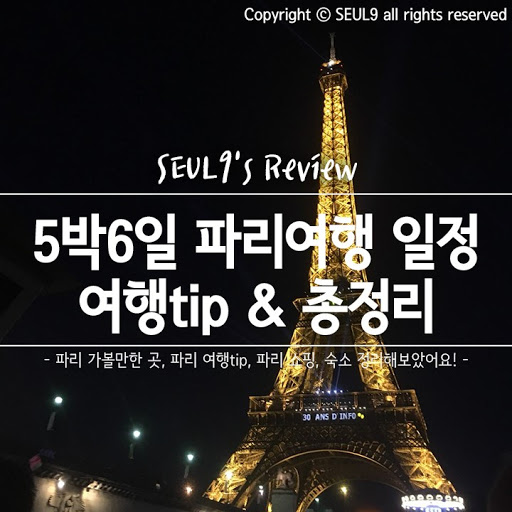 Copyright © SEUL9 all rights reserved
SEUL9's Review
5박6일 파리여행 일정
여행tip & 총정리
- 파리 가볼만한 곳, 파리 여행tip, 파리 쇼핑, 숙소 정리해보았어요! -
30 ANS D'INFO